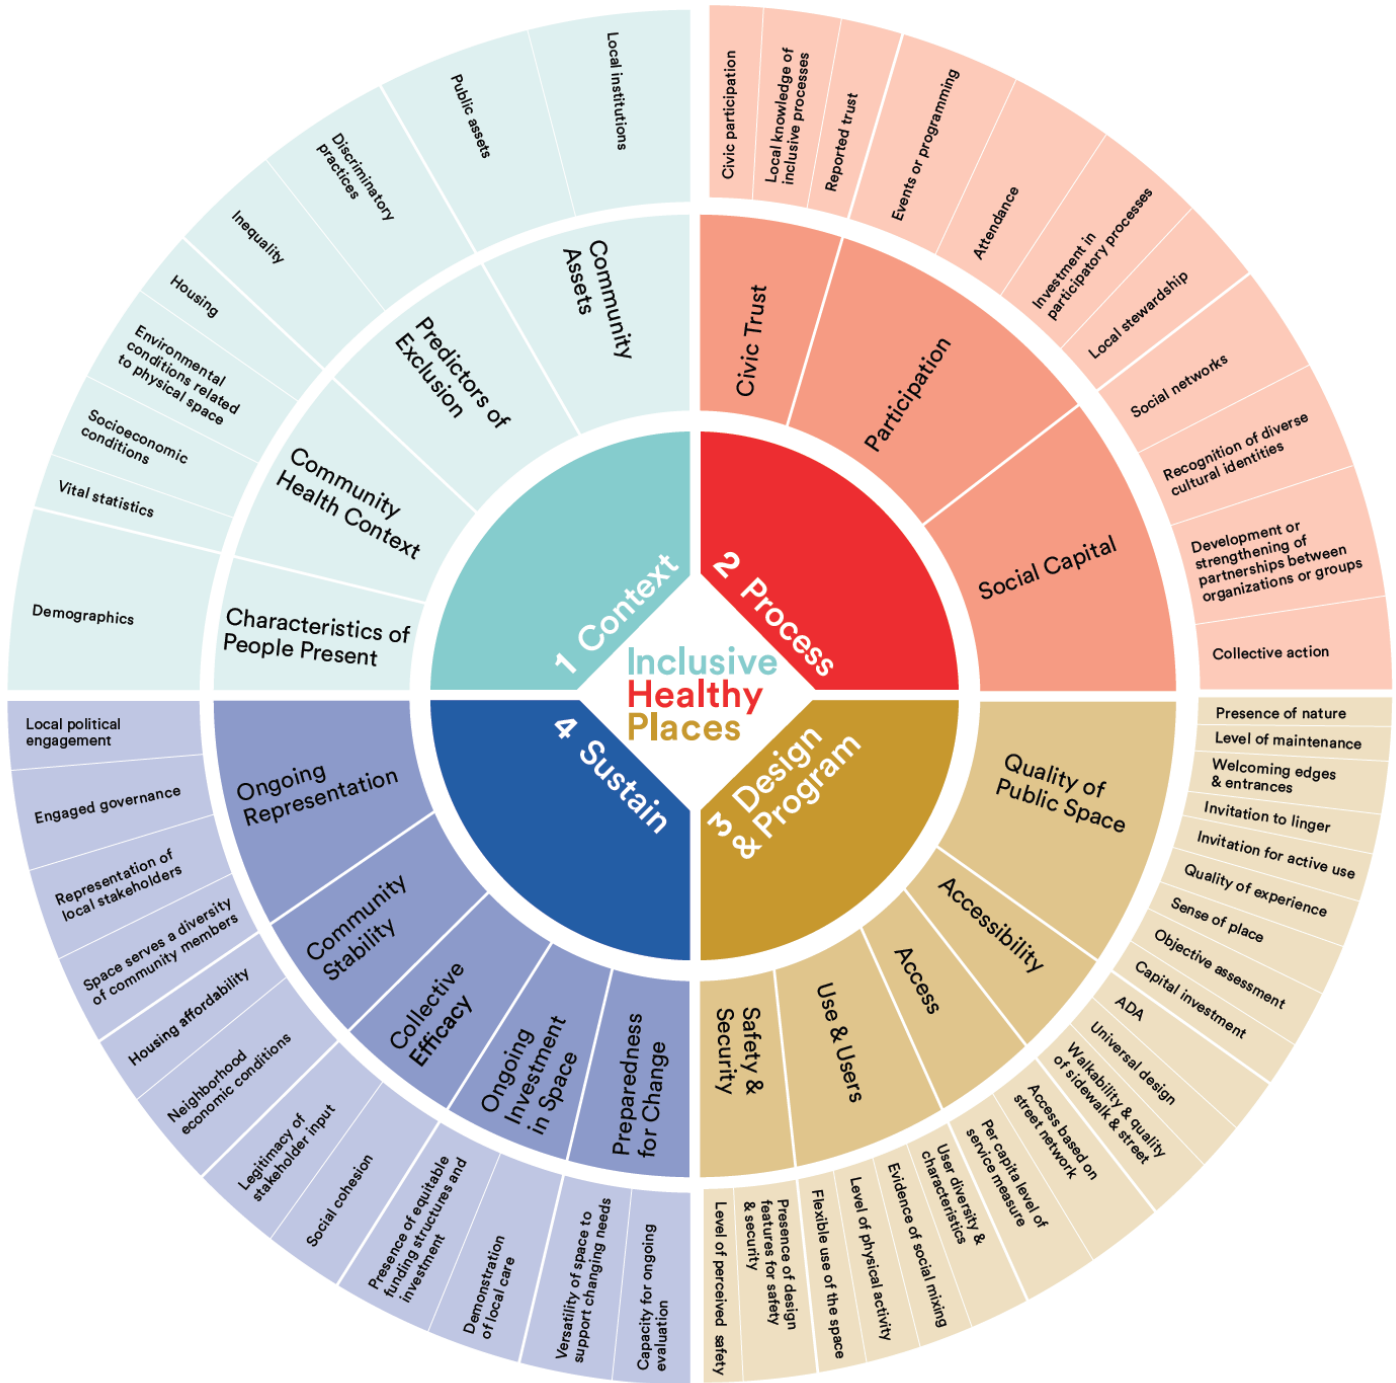 Inclusive
Healthy
Places
1 Context
Community
Assets
Local institutions
Public assets
Predictors of
Exclusion
Discriminatory
practices
Inequality
Community
Health Context
Housing
Environmental
conditions related
to physical space
Socioeconomic
conditions
Vital statistics
Characteristics of
People Present
Demographics
2 Process
Civic Trust
Civic participation
Local knowledge of
inclusive processes
Reported trust
Participation
Events or programming
Attendance
Investment in
participatory processes
Local stewardship
Social Capital
Social networks
Recognition of diverse
cultural identities
Development or
strengthening of
partnerships between
organizations or groups
Collective action
3 Design
& Program
Quality of
Public Space
Presence of nature
Level of maintenance
Welcoming edges
& entrances
Invitation to linger
Invitation for active use
Quality of experience
Sense of place
Objective assessment
Capital investment
Accessibility
ADA
Universal design
Walkability & quality
of sidewalk & street
Access
Access based on
street network
Per capita level of
service measure
Use & Users
User diversity &
characteristics
Evidence of social mixing
Level of physical activity
Flexible use of the space
Safety &
Security
Presence of design
features for safety
& security
Level of perceived safety
4 Sustain
Preparedness
for Change
Capacity for ongoing
evaluation
Versatility of space to
support changing needs
Ongoing
Investment
in Space
Demonstration
of local care
Presence of equitable
funding structures and
investment
Collective
Efficacy
Social cohesion
Legitimacy of
stakeholder input
Community
Stability
Neighborhood
economic conditions
Housing affordability
Ongoing
Representation
Space serves a diversity
of community members
Representation of
local stakeholders
Engaged governance
Local political
engagement